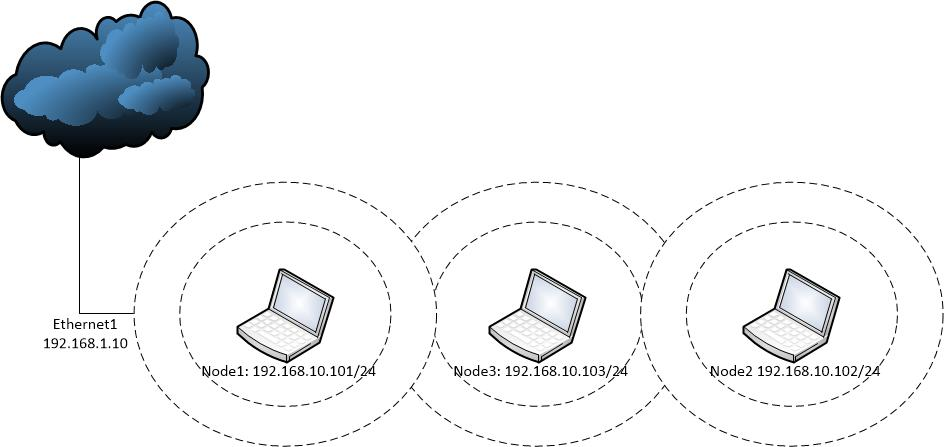 Ethernet1
192.168.1.10
Node1: 192.168.10.101/24
Node3: 192.168.10.103/24
Node2 192.168.10.102/24